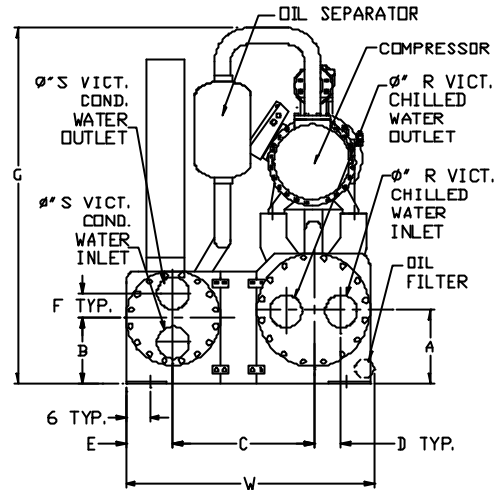 OIL SEPARATOR
COMPRESSOR
Ø"S VICT.
COND.
WATER
OUTLET
Ø" R VICT.
CHILLED
WATER
OUTLET
Ø"S VICT.
COND.
WATER
INLET
Ø" R VICT.
CHILLED
WATER
INLET
OIL
FILTER
G
F TYP.
B
A
6 TYP.
E
C
D TYP.
W